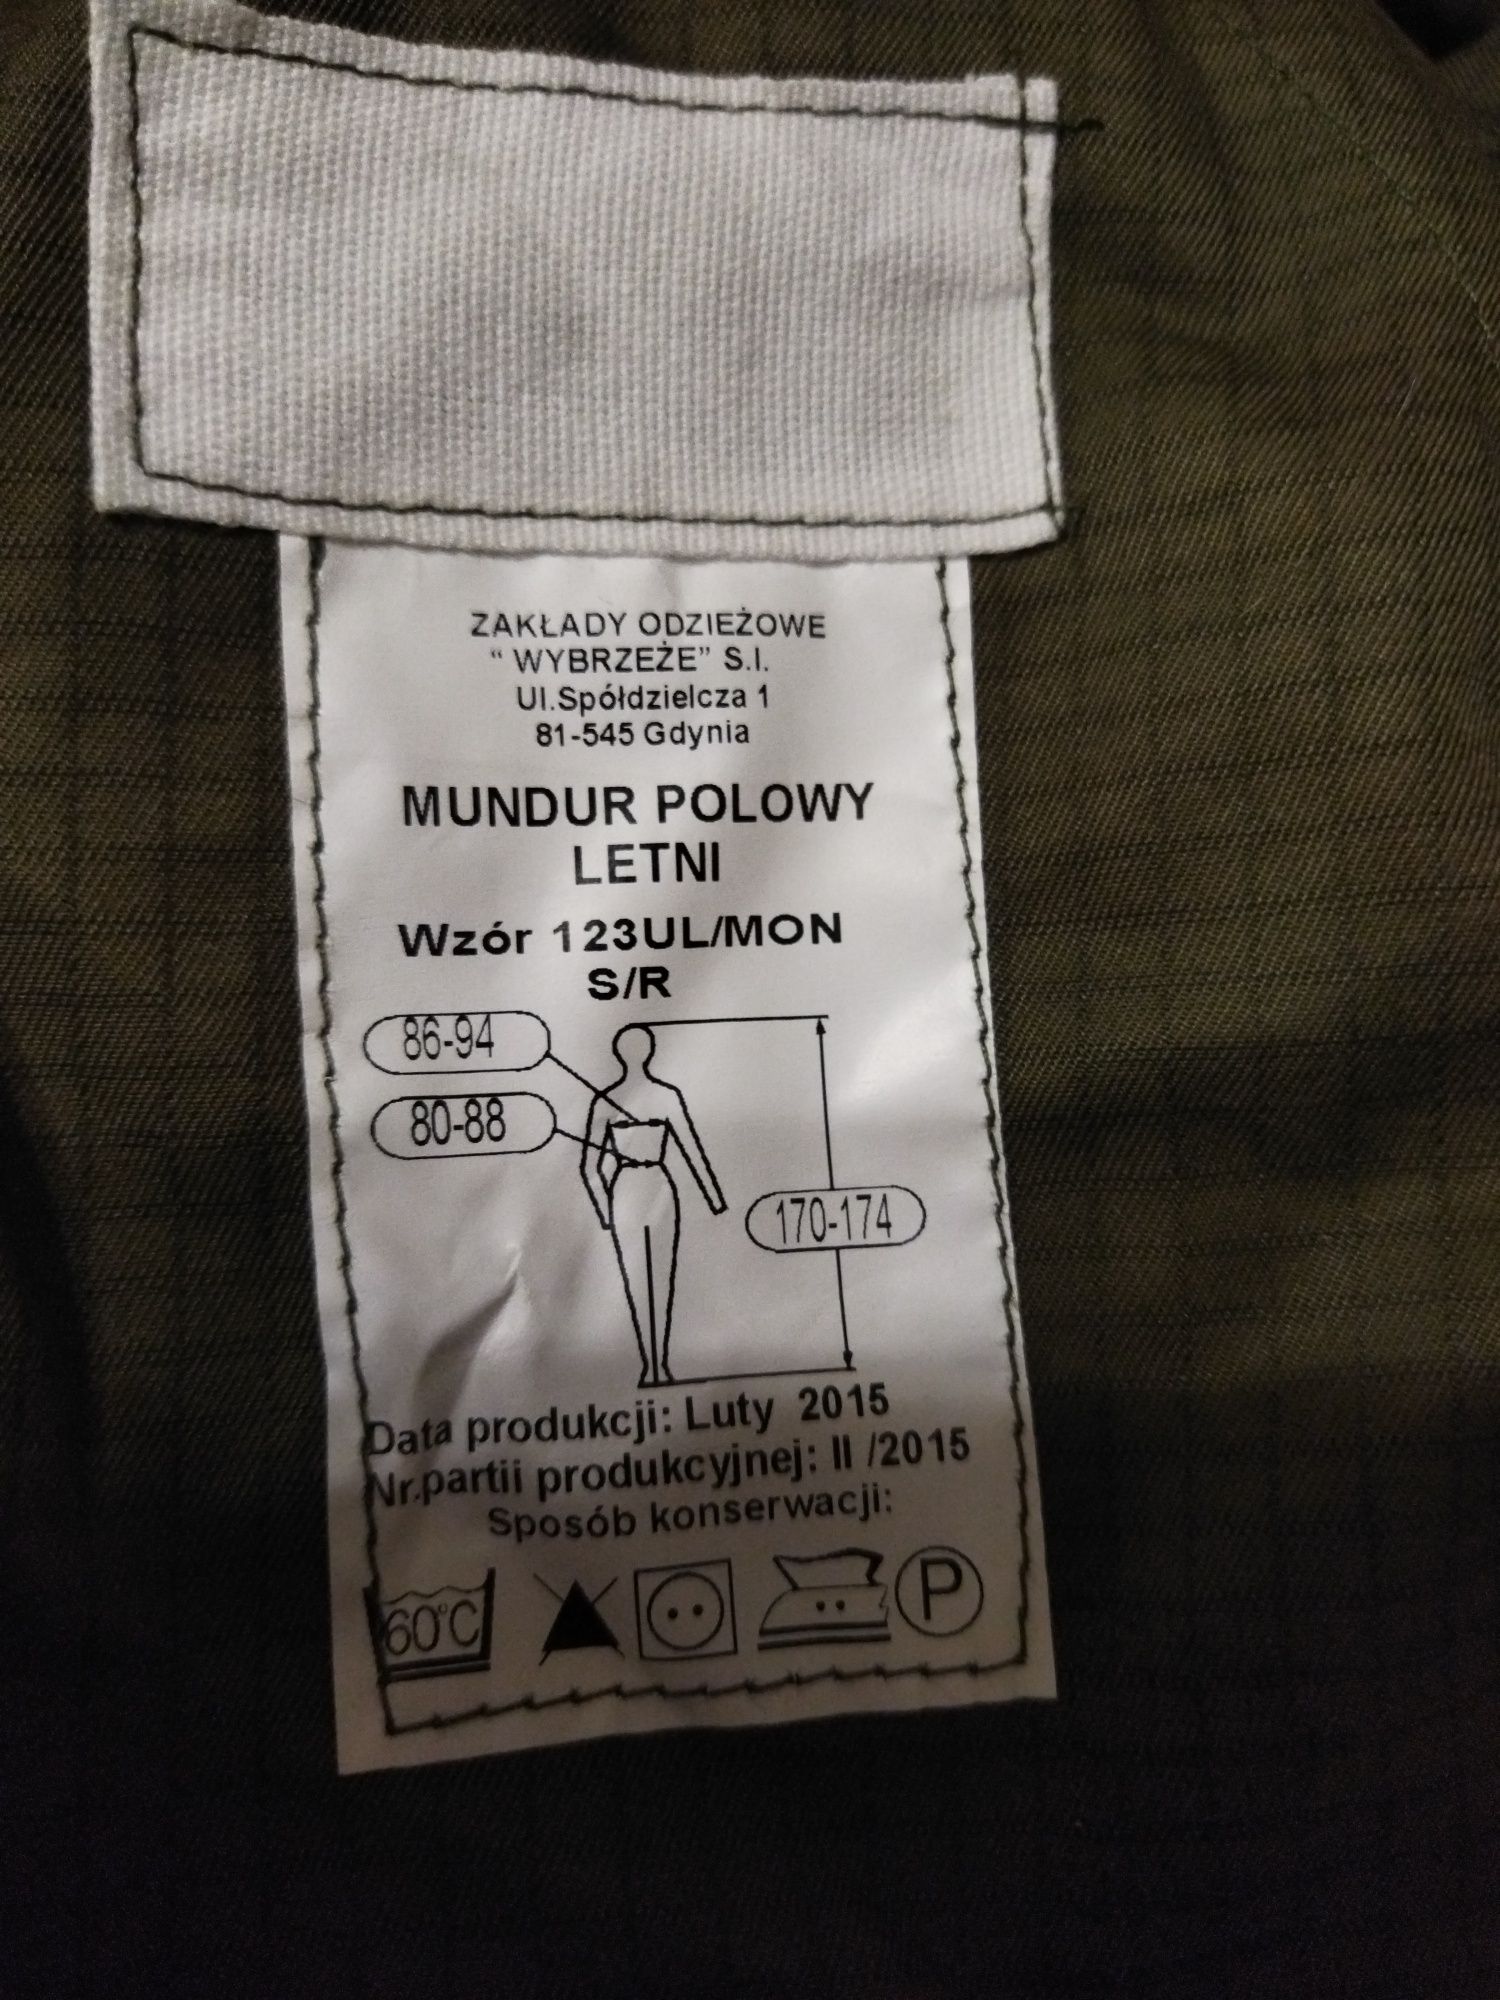 ZAKŁADY ODZIEŻOWE
“ WYBRZEŻE” S.I.
Ul.Spółdzielcza 1
81-545 Gdynia
MUNDUR POLOWY
LETNI
Wzór 123UL/MON
S/R
86-94
80-88
170-174
Data produkcji: Luty 2015
Nr.partii produkcyjnej: II /2015
Sposób konserwacji:
60°C
P